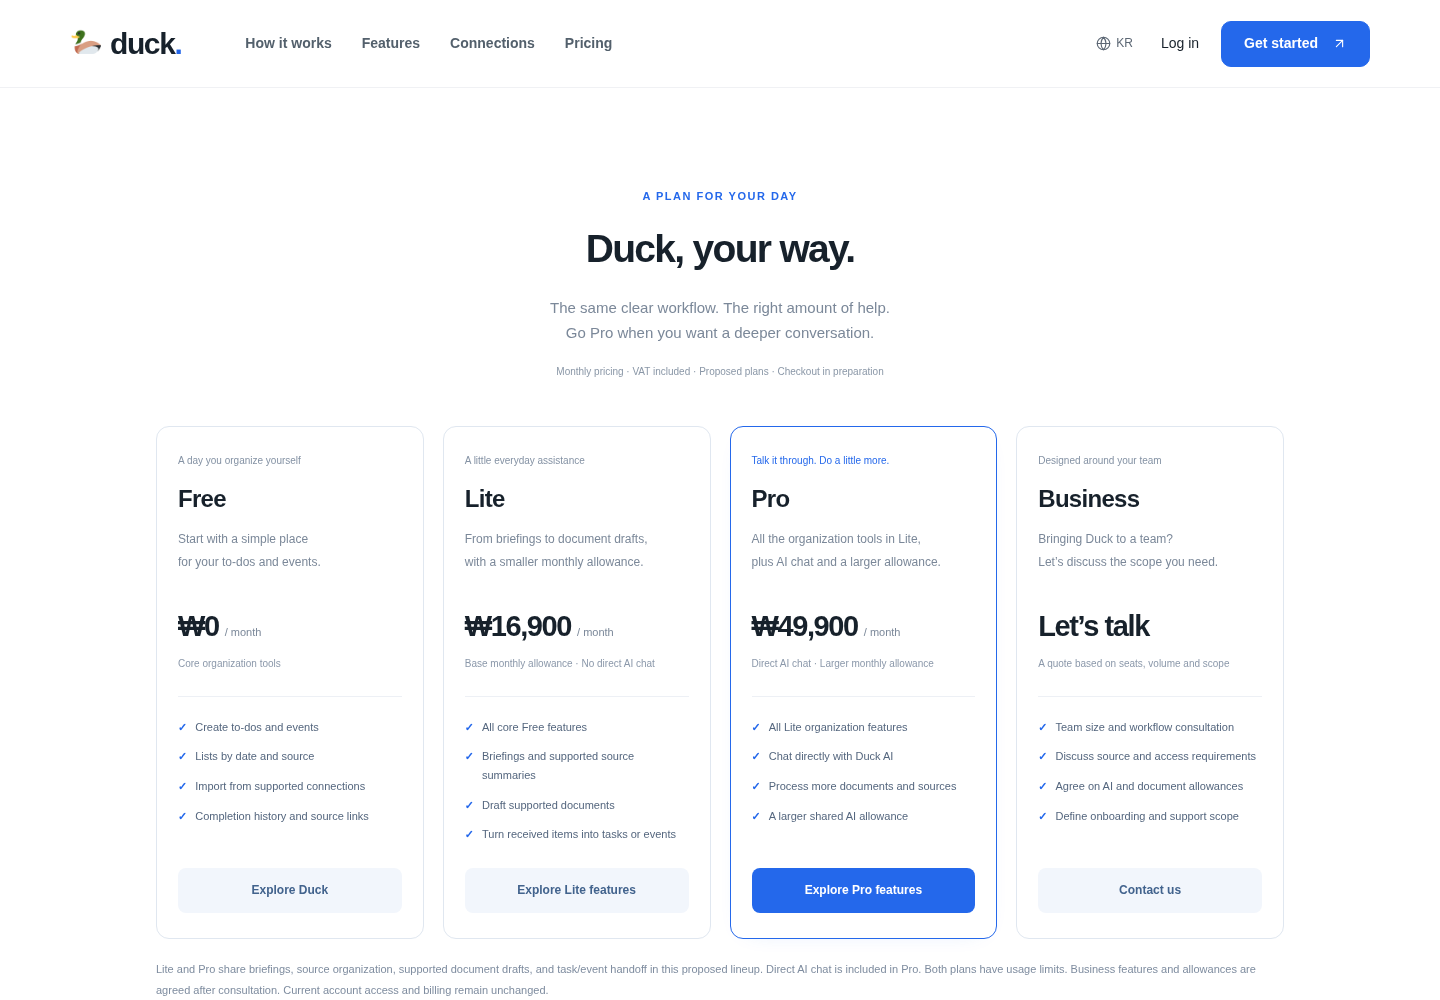 duck.
How it works
Features
Connections
Pricing
KR
Log in
Get started
A PLAN FOR YOUR DAY
Duck, your way.
The same clear workflow. The right amount of help.
Go Pro when you want a deeper conversation.
Monthly pricing · VAT included · Proposed plans · Checkout in preparation
A day you organize yourself
Free
Start with a simple place
for your to-dos and events.
₩0 / month
Core organization tools
✓ Create to-dos and events
✓ Lists by date and source
✓ Import from supported connections
✓ Completion history and source links
Explore Duck
A little everyday assistance
Lite
From briefings to document drafts,
with a smaller monthly allowance.
₩16,900 / month
Base monthly allowance · No direct AI chat
✓ All core Free features
✓ Briefings and supported source
summaries
✓ Draft supported documents
✓ Turn received items into tasks or events
Explore Lite features
Talk it through. Do a little more.
Pro
All the organization tools in Lite,
plus AI chat and a larger allowance.
₩49,900 / month
Direct AI chat · Larger monthly allowance
✓ All Lite organization features
✓ Chat directly with Duck AI
✓ Process more documents and sources
✓ A larger shared AI allowance
Explore Pro features
Designed around your team
Business
Bringing Duck to a team?
Let’s discuss the scope you need.
Let’s talk
A quote based on seats, volume and scope
✓ Team size and workflow consultation
✓ Discuss source and access requirements
✓ Agree on AI and document allowances
✓ Define onboarding and support scope
Contact us
Lite and Pro share briefings, source organization, supported document drafts, and task/event handoff in this proposed lineup. Direct AI chat is included in Pro. Both plans have usage limits. Business features and allowances are
agreed after consultation. Current account access and billing remain unchanged.